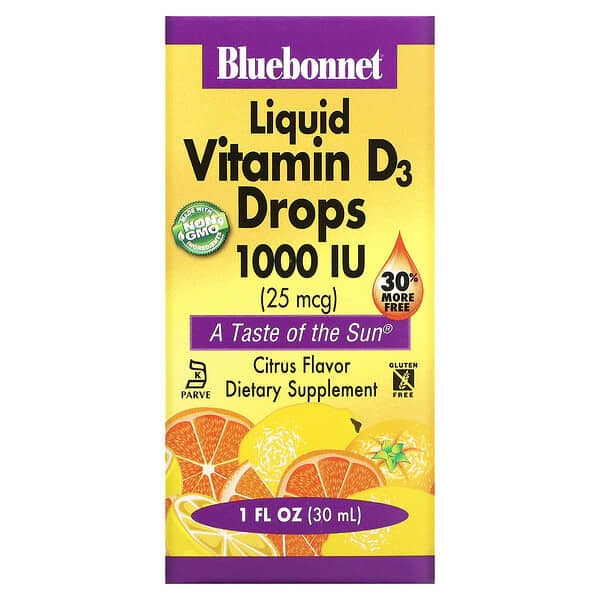 Bluebonnet
Liquid
Vitamin D3
Drops
1000 IU
(25 mcg)
MADE WITH
NON
GMO
INGREDIENTS
30%
MORE
FREE
A Taste of the Sun®
Citrus Flavor
Dietary Supplement
K
PARVE
GLUTEN
FREE
1 FL OZ (30 mL)